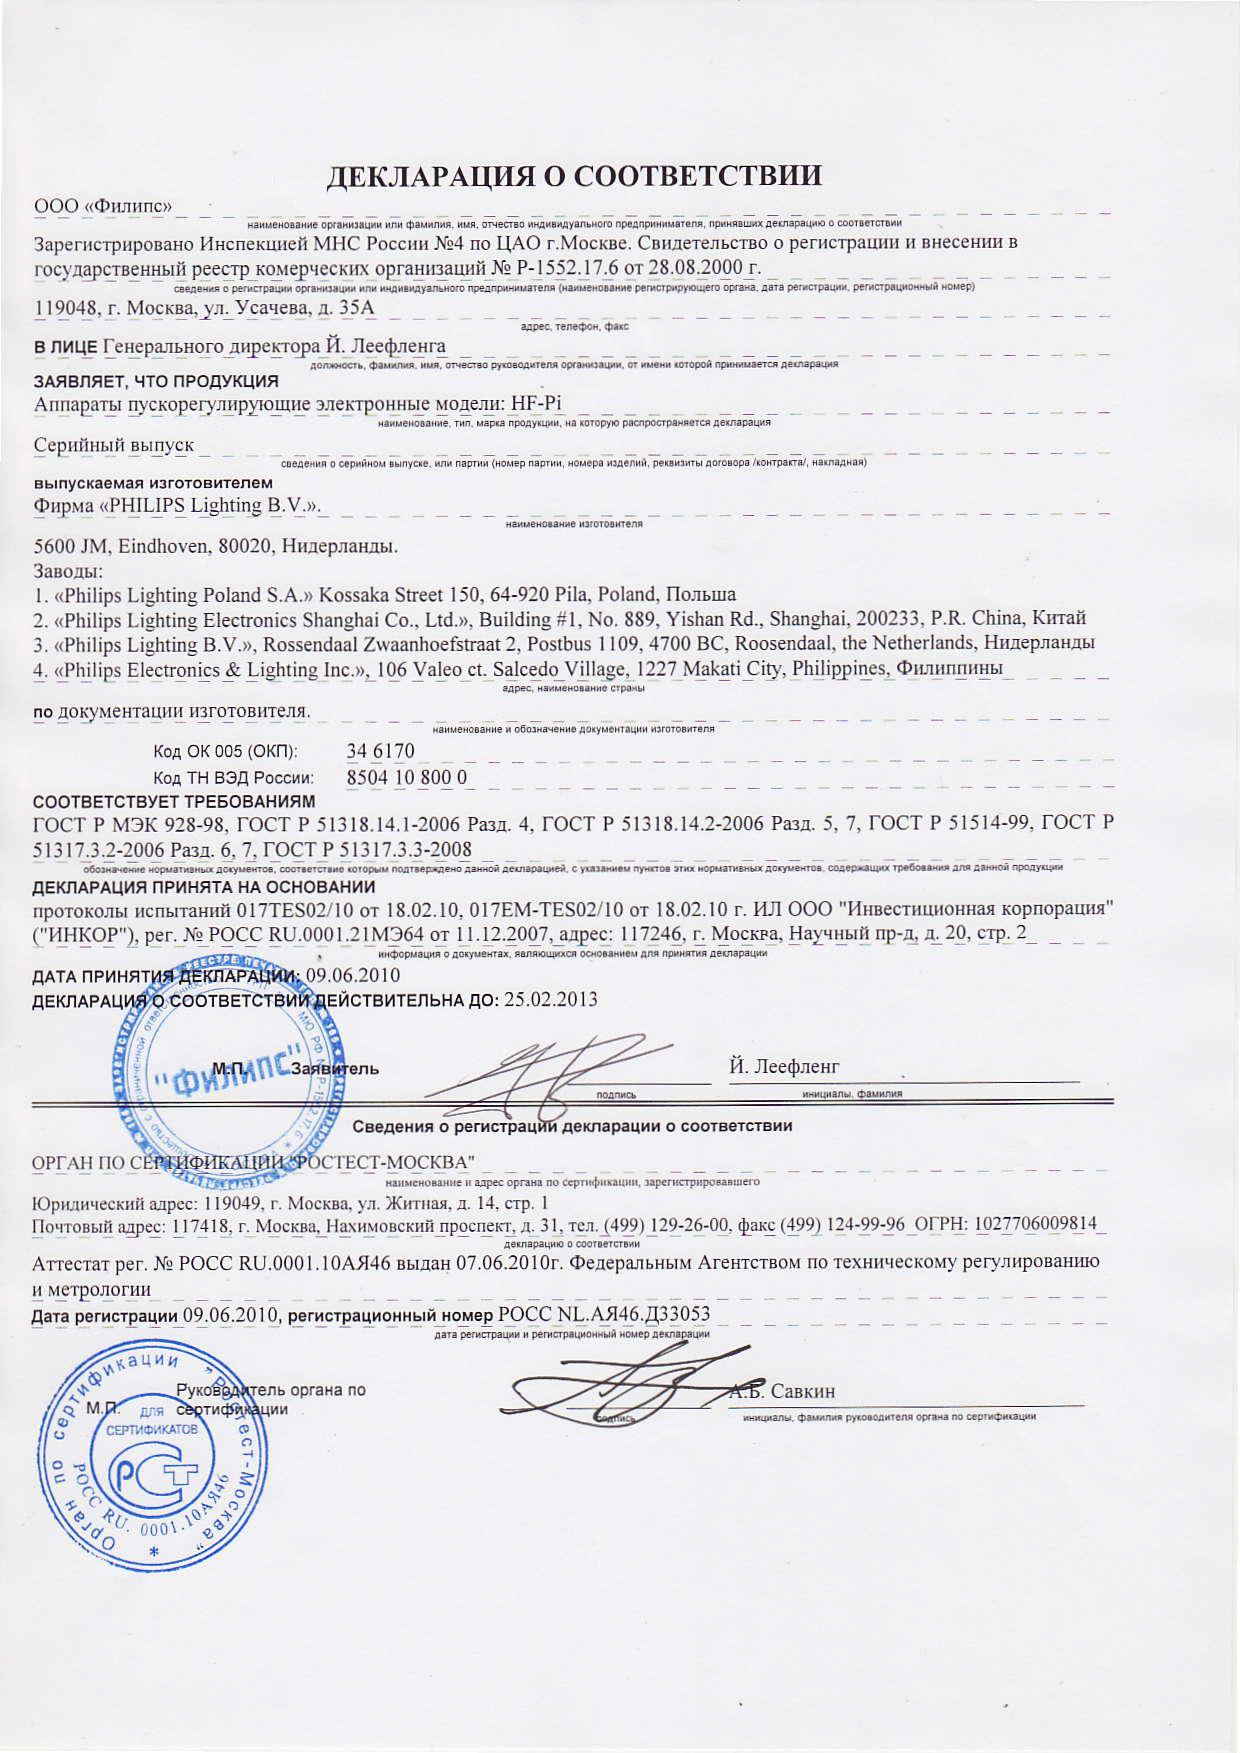 ДЕКЛАРАЦИЯ О СООТВЕТСТВИИ
ООО «Филипс»
наименование организации или фамилия, имя, отчество индивидуального предпринимателя, принявших декларацию о соответствии
Зарегистрировано Инспекцией МНС России №4 по ЦАО г.Москве. Свидетельство о регистрации и внесении в
государственный реестр комерческих организаций № Р-1552.17.6 от 28.08.2000 г.
сведения о регистрации организации или индивидуального предпринимателя (наименование регистрирующего органа, дата регистрации, регистрационный номер)
119048, г. Москва, ул. Усачева, д. 35А
адрес, телефон, факс
В ЛИЦЕ Генерального директора Й. Леефленга
должность, фамилия, имя, отчество руководителя организации, от имени которой принимается декларация
ЗАЯВЛЯЕТ, ЧТО ПРОДУКЦИЯ
Аппараты пускорегулирующие электронные модели: HF-Pi
наименование, тип, марка продукции, на которую распространяется декларация
Серийный выпуск
сведения о серийном выпуске, или партии (номер партии, номера изделий, реквизиты договора /контракта/, накладная)
выпускаемая изготовителем
Фирма «PHILIPS Lighting B.V.».
наименование изготовителя
5600 JM, Eindhoven, 80020, Нидерланды.
Заводы:
1. «Philips Lighting Poland S.A.» Kossaka Street 150, 64-920 Pila, Poland, Польша
2. «Philips Lighting Electronics Shanghai Co., Ltd.», Building #1, No. 889, Yishan Rd., Shanghai, 200233, P.R. China, Китай
3. «Philips Lighting B.V.», Rossendaal Zwaanhoefstraat 2, Postbus 1109, 4700 BC, Roosendaal, the Netherlands, Нидерланды
4. «Philips Electronics & Lighting Inc.», 106 Valeo ct. Salcedo Village, 1227 Makati City, Philippines, Филиппины
адрес, наименование страны
по документации изготовителя.
наименование и обозначение документации изготовителя
Код ОК 005 (ОКП): 34 6170
Код ТН ВЭД России: 8504 10 800 0
СООТВЕТСТВУЕТ ТРЕБОВАНИЯМ
ГОСТ Р МЭК 928-98, ГОСТ Р 51318.14.1-2006 Разд. 4, ГОСТ Р 51318.14.2-2006 Разд. 5, 7, ГОСТ Р 51514-99, ГОСТ Р
51317.3.2-2006 Разд. 6, 7, ГОСТ Р 51317.3.3-2008
обозначение нормативных документов, соответствие которым подтверждено данной декларацией, с указанием пунктов этих нормативных документов, содержащих требования для данной продукции
ДЕКЛАРАЦИЯ ПРИНЯТА НА ОСНОВАНИИ
протоколы испытаний 017TES02/10 от 18.02.10, 017EM-TES02/10 от 18.02.10 г. ИЛ ООО "Инвестиционная корпорация"
("ИНКОР"), рег. № РОСС RU.0001.21МЭ64 от 11.12.2007, адрес: 117246, г. Москва, Научный пр-д, д. 20, стр. 2
информация о документах, являющихся основанием для принятия декларации
ДАТА ПРИНЯТИЯ ДЕКЛАРАЦИИ: 09.06.2010
ДЕКЛАРАЦИЯ О СООТВЕТСТВИИ ДЕЙСТВИТЕЛЬНА ДО: 25.02.2013
М.П. Заявитель Й. Леефленг
"ФИЛИПС"
подпись инициалы, фамилия
Сведения о регистрации декларации о соответствии
ОРГАН ПО СЕРТИФИКАЦИИ "РОСТЕСТ-МОСКВА"
наименование и адрес органа по сертификации, зарегистрировавшего
Юридический адрес: 119049, г. Москва, ул. Житная, д. 14, стр. 1
Почтовый адрес: 117418, г. Москва, Нахимовский проспект, д. 31, тел. (499) 129-26-00, факс (499) 124-99-96 ОГРН: 1027706009814
декларацию о соответствии
Аттестат рег. № РОСС RU.0001.10АЯ46 выдан 07.06.2010г. Федеральным Агентством по техническому регулированию
и метрологии
Дата регистрации 09.06.2010, регистрационный номер РОСС NL.АЯ46.Д33053
дата регистрации и регистрационный номер декларации
Руководитель органа по
М.П. сертификации А.Б. Савкин
подпись инициалы, фамилия руководителя органа по сертификации
Орган по сертификации "Ростест-Москва"
ДЛЯ
СЕРТИФИКАТОВ
РСТ
РОСС RU. 0001.10АЯ46